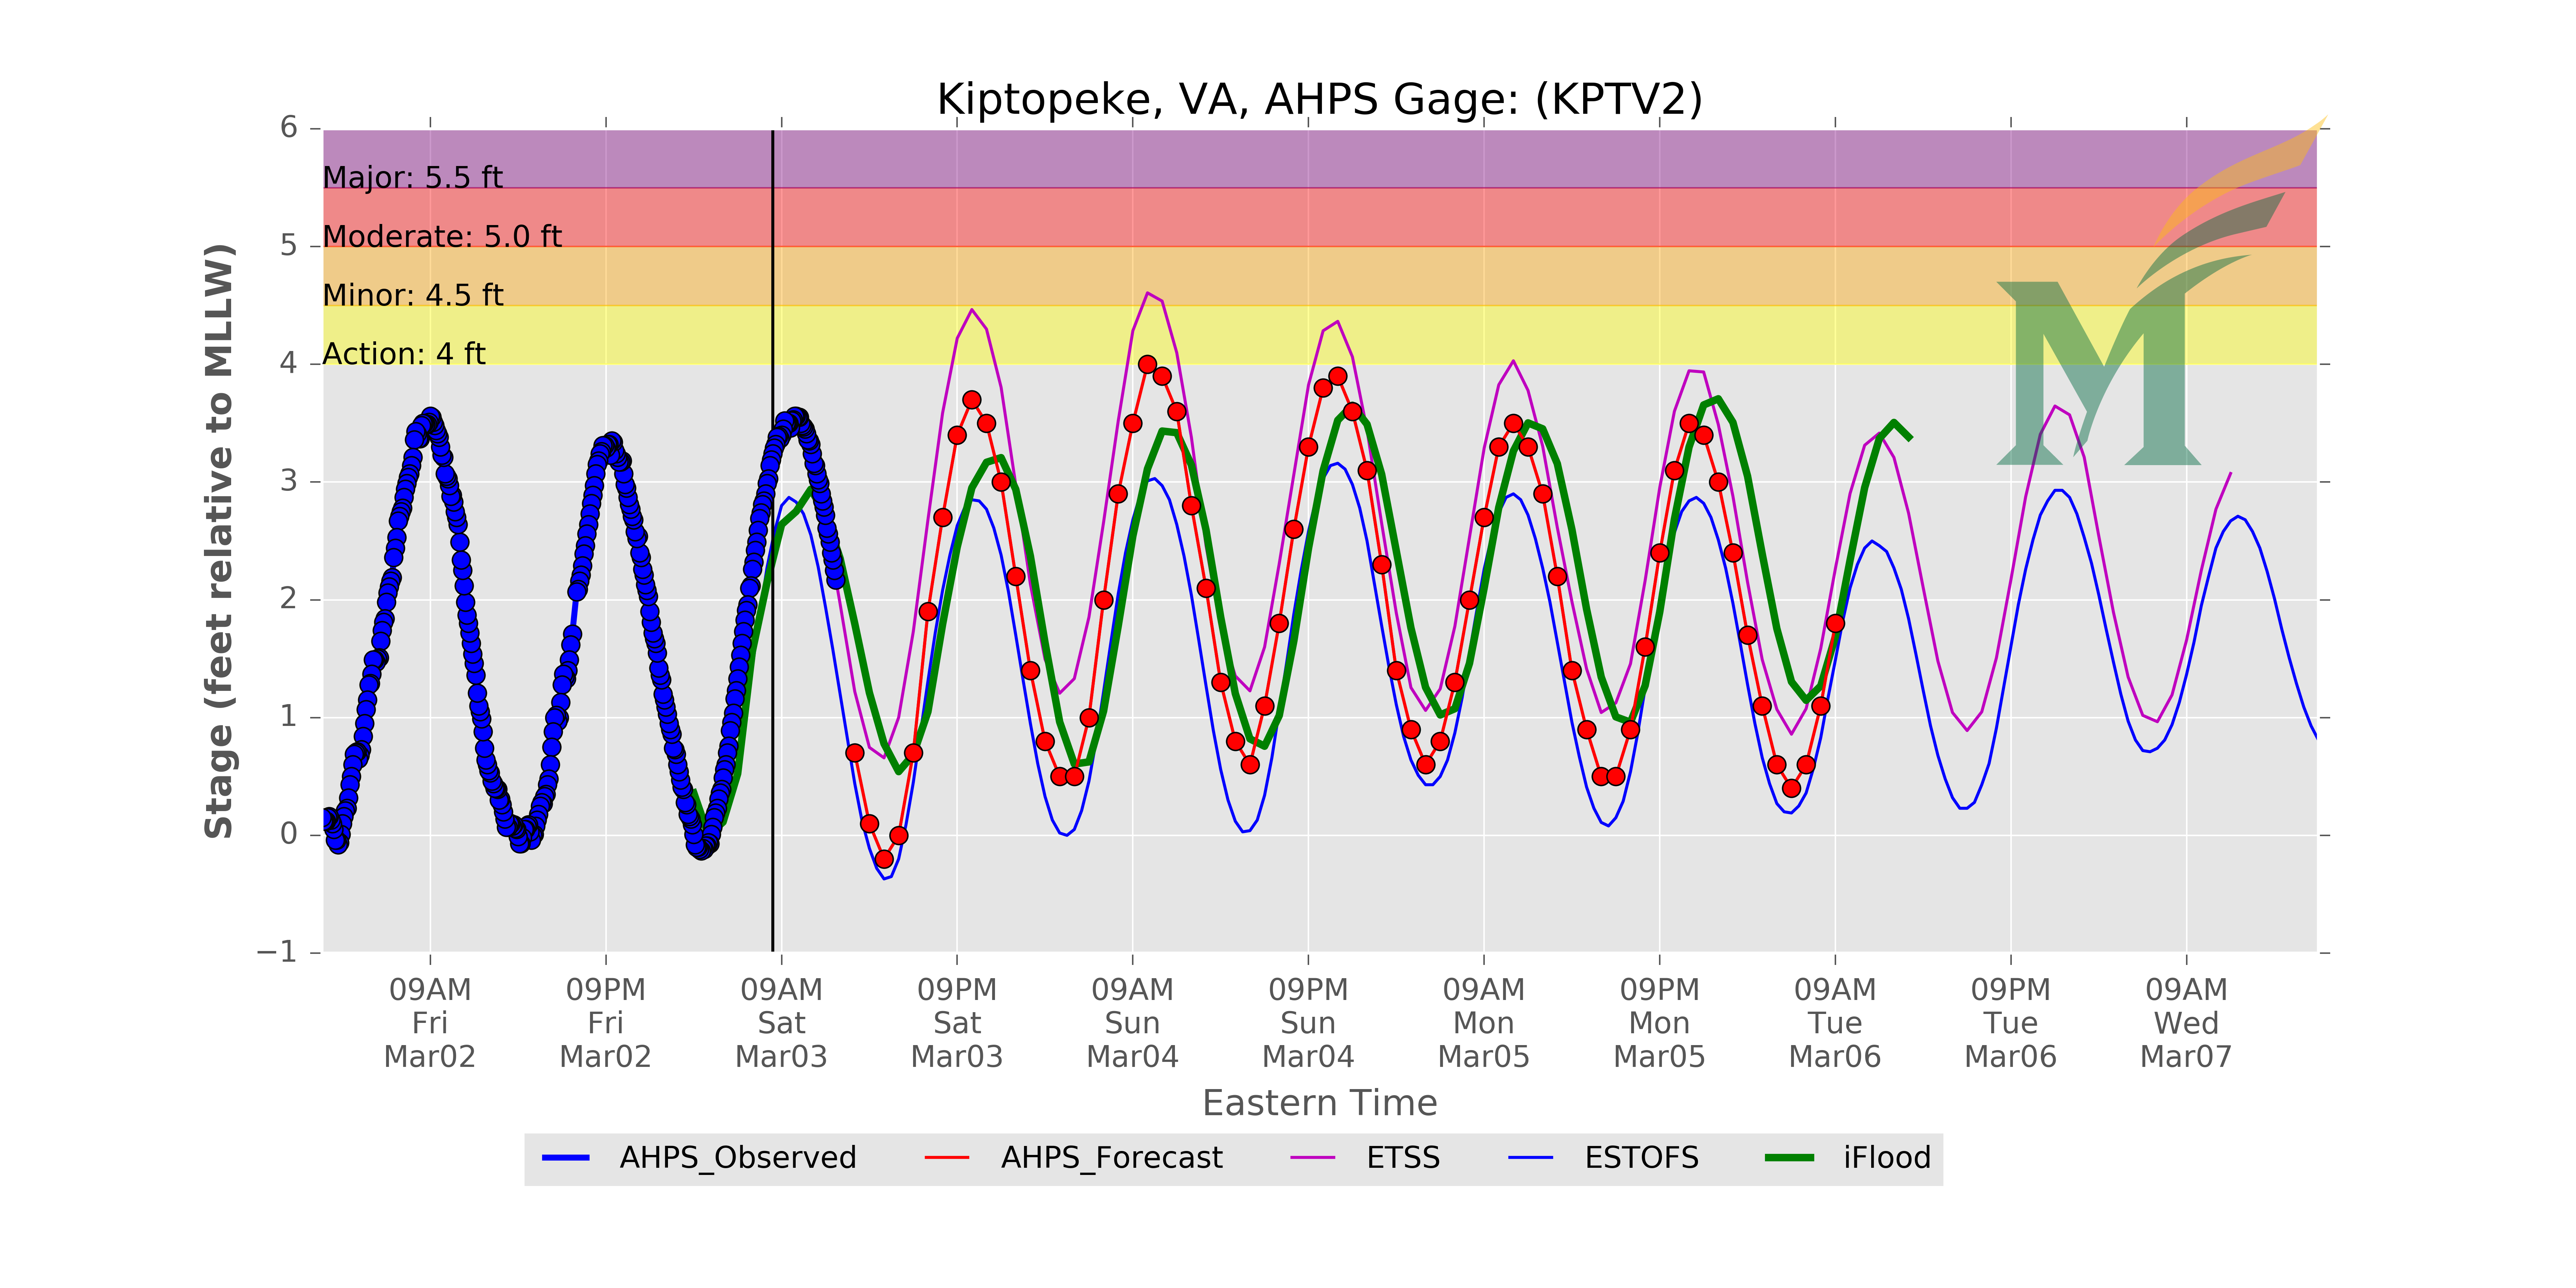 Kiptopeke, VA, AHPS Gage: (KPTV2)
6
5
4
3
2
1
0
−1
Stage (feet relative to MLLW)
Major: 5.5 ft
Moderate: 5.0 ft
Minor: 4.5 ft
Action: 4 ft
M
09AM
Fri
Mar02
09PM
Fri
Mar02
09AM
Sat
Mar03
09PM
Sat
Mar03
09AM
Sun
Mar04
09PM
Sun
Mar04
09AM
Mon
Mar05
09PM
Mon
Mar05
09AM
Tue
Mar06
09PM
Tue
Mar06
09AM
Wed
Mar07
Eastern Time
AHPS_Observed
AHPS_Forecast
ETSS
ESTOFS
iFlood